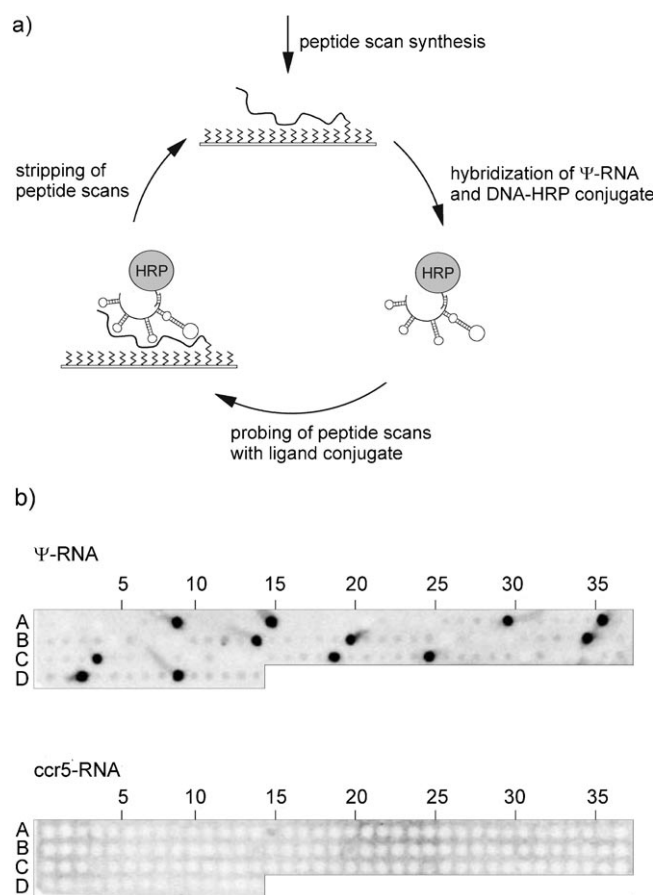 a)
peptide scan synthesis
stripping of
peptide scans
hybridization of Ψ-RNA
and DNA-HRP conjugate
HRP
HRP
probing of peptide scans
with ligand conjugate
b)
Ψ-RNA
5 10 15 20 25 30 35
A
B
C
D
ccr5-RNA
5 10 15 20 25 30 35
A
B
C
D